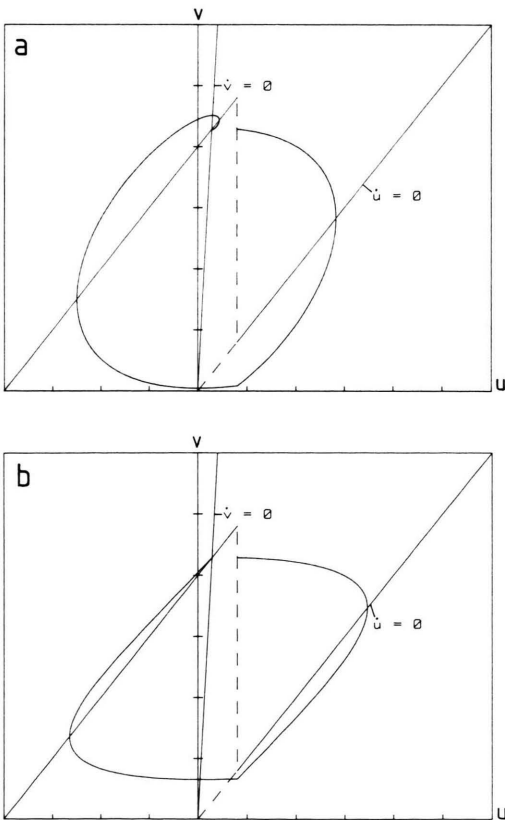 a
v
v̇ = 0
u̇ = 0
u
b
v
v̇ = 0
u̇ = 0
u